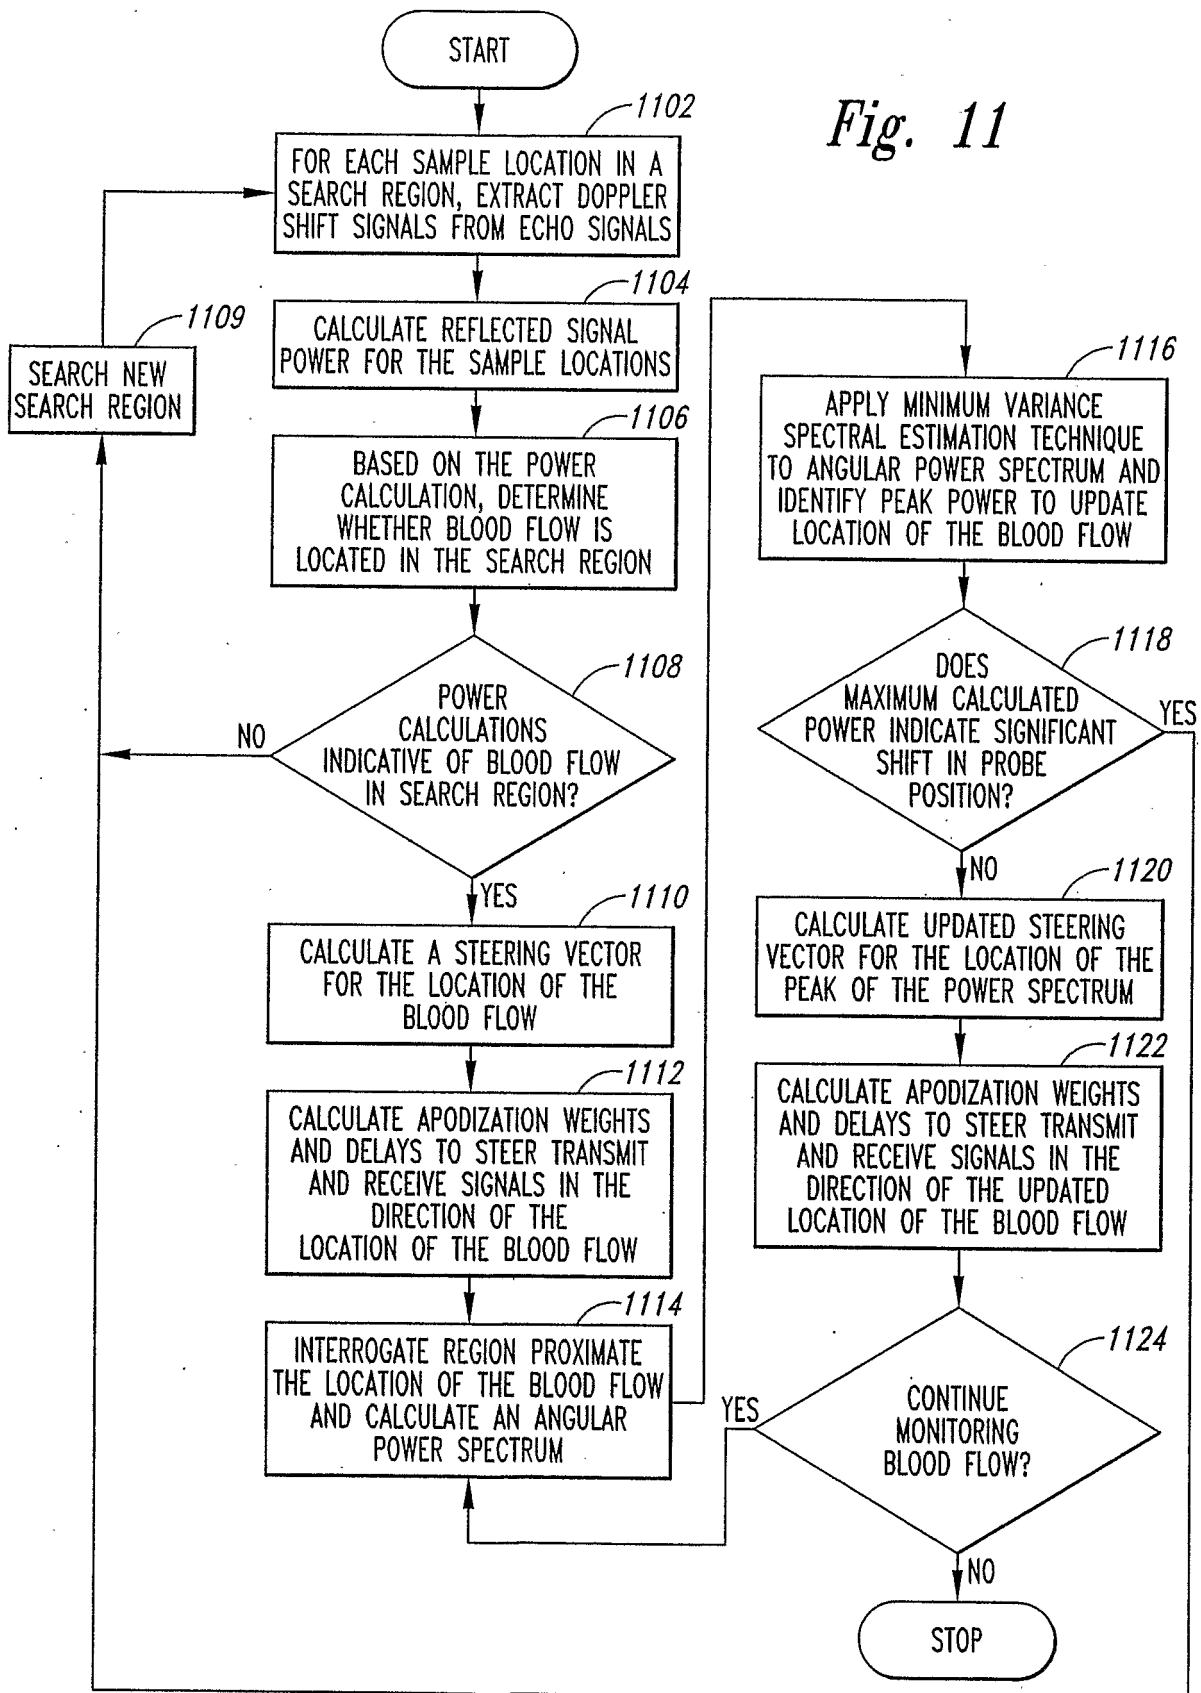 START
Fig. 11
1102
FOR EACH SAMPLE LOCATION IN A
SEARCH REGION, EXTRACT DOPPLER
SHIFT SIGNALS FROM ECHO SIGNALS
1104
CALCULATE REFLECTED SIGNAL
POWER FOR THE SAMPLE LOCATIONS
1109
SEARCH NEW
SEARCH REGION
1106
BASED ON THE POWER
CALCULATION, DETERMINE
WHETHER BLOOD FLOW IS
LOCATED IN THE SEARCH REGION
1108
POWER
CALCULATIONS
INDICATIVE OF BLOOD FLOW
IN SEARCH REGION?
NO
YES
1110
CALCULATE A STEERING VECTOR
FOR THE LOCATION OF THE
BLOOD FLOW
1112
CALCULATE APODIZATION WEIGHTS
AND DELAYS TO STEER TRANSMIT
AND RECEIVE SIGNALS IN THE
DIRECTION OF THE
LOCATION OF THE BLOOD FLOW
1114
INTERROGATE REGION PROXIMATE
THE LOCATION OF THE BLOOD FLOW
AND CALCULATE AN ANGULAR
POWER SPECTRUM
1116
APPLY MINIMUM VARIANCE
SPECTRAL ESTIMATION TECHNIQUE
TO ANGULAR POWER SPECTRUM AND
IDENTIFY PEAK POWER TO UPDATE
LOCATION OF THE BLOOD FLOW
1118
DOES
MAXIMUM CALCULATED
POWER INDICATE SIGNIFICANT
SHIFT IN PROBE
POSITION?
YES
NO
1120
CALCULATE UPDATED STEERING
VECTOR FOR THE LOCATION OF THE
PEAK OF THE POWER SPECTRUM
1122
CALCULATE APODIZATION WEIGHTS
AND DELAYS TO STEER TRANSMIT
AND RECEIVE SIGNALS IN THE
DIRECTION OF THE UPDATED
LOCATION OF THE BLOOD FLOW
1124
CONTINUE
MONITORING
BLOOD FLOW?
YES
NO
STOP